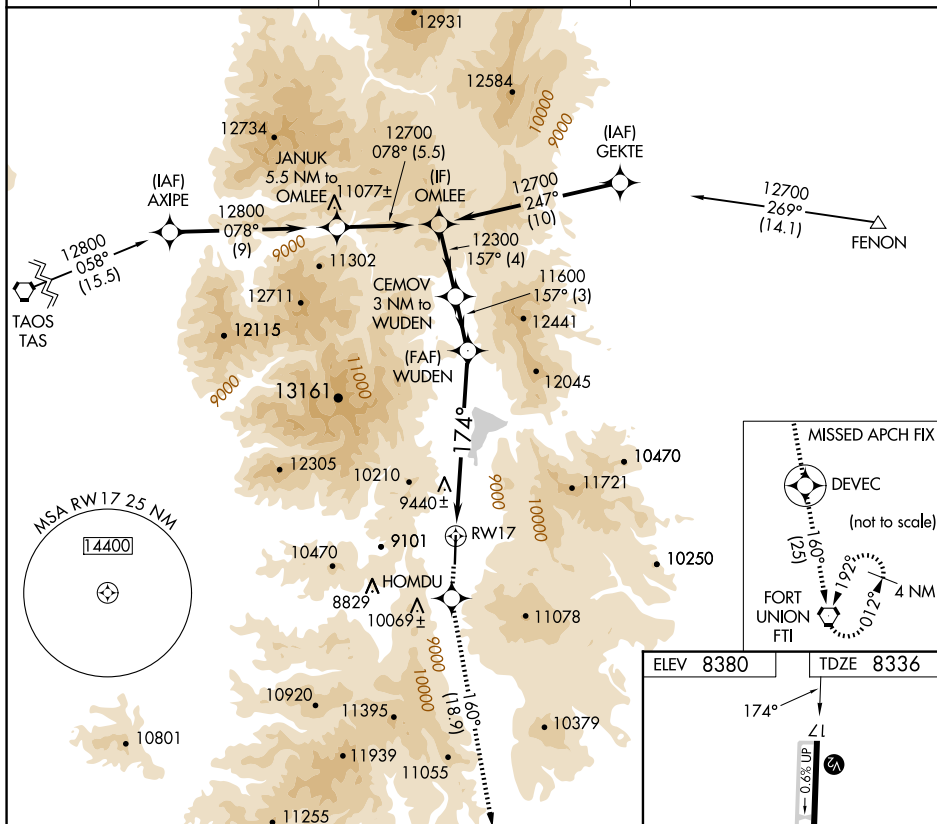 12931
12584
10000
9000
12734
12700
078° (5.5)
(IAF)
GEKTE
JANUK
5.5 NM to
OMLEE
11077±
(IF)
OMLEE
12700
247°
(10)
12700
269°
(14.1)
FENON
(IAF)
AXIPE
12800
078°
(9)
9000
12800
058°
(15.5)
TAOS
TAS
12300
157° (4)
11302
CEMOV
3 NM to
WUDEN
11600
157° (3)
12711
12441
12115
(FAF)
WUDEN
12045
9000
11000
13161
174°
MISSED APCH FIX
DEVEC
(not to scale)
160°
(25)
192°
012°
4 NM
FORT
UNION
FTI
12305
10210
9440±
9000
10000
10470
11721
MSA RW17 25 NM
14400
RW17
9101
10470
10250
8829
HOMDU
10069±
11078
9000
10000
160°
(18.9)
ELEV 8380
TDZE 8336
174°
17
0.6% UP
V2
10920
11395
10379
10801
11939
11055
11255